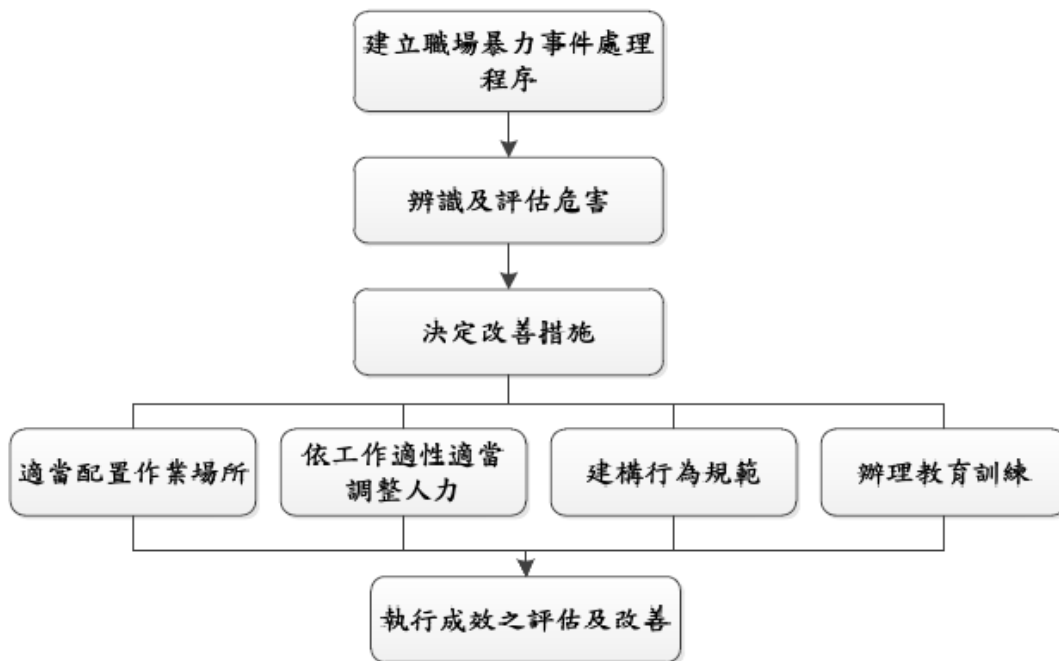 建立職場暴力事件處理
程序
辨識及評估危害
決定改善措施
適當配置作業場所
依工作適性適當
調整人力
建構行為規範
辦理教育訓練
執行成效之評估及改善